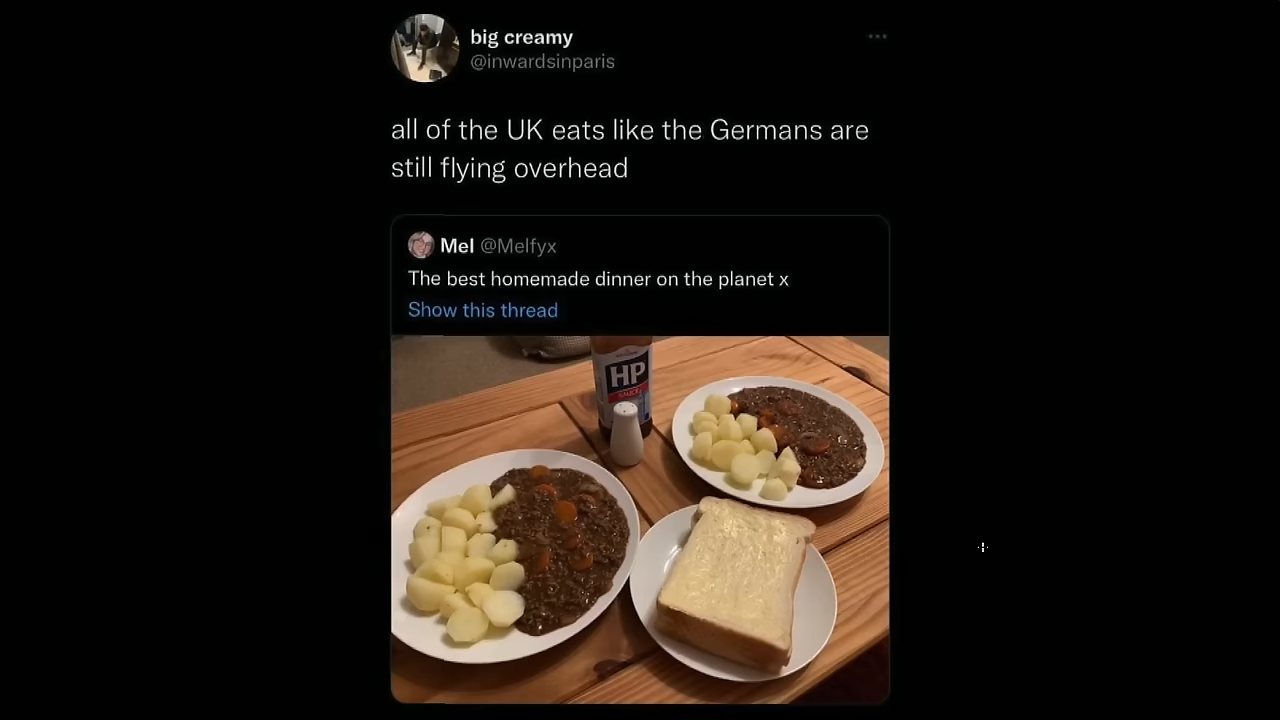 big creamy
@inwardsinparis
all of the UK eats like the Germans are
still flying overhead
Mel @Melfyx
The best homemade dinner on the planet x
Show this thread
HP
SAUCE